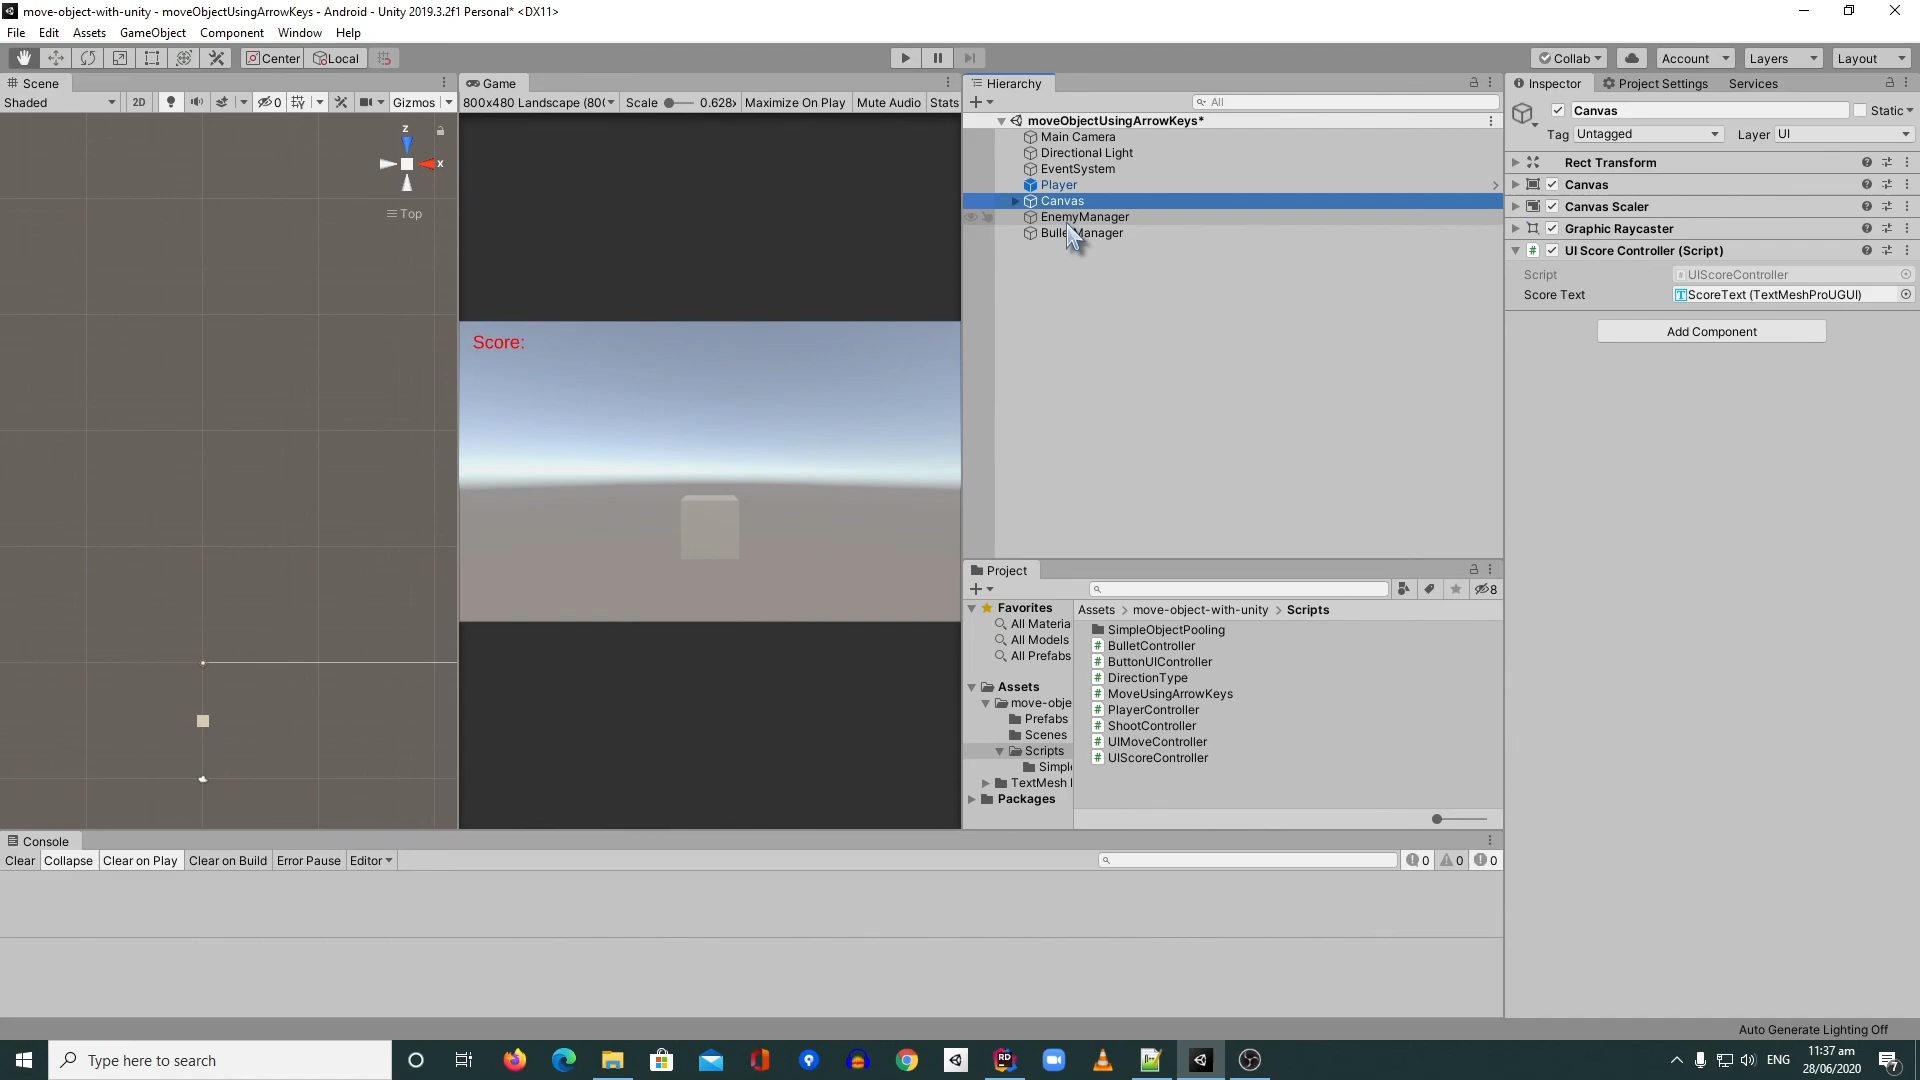 move-object-with-unity - moveObjectUsingArrowKeys - Android - Unity 2019.3.2f1 Personal* <DX11>
File Edit Assets GameObject Component Window Help
Center Local Collab Account Layers Layout
Scene
Shaded 2D 0 Gizmos
z
x
Top
Game
800x480 Landscape (80( Scale 0.628x Maximize On Play Mute Audio Stats
Score:
Hierarchy
All
moveObjectUsingArrowKeys*
Main Camera
Directional Light
EventSystem
Player
Canvas
EnemyManager
BulletManager
Project
8
Favorites
All Materia
All Models
All Prefabs
Assets
move-obje
Prefabs
Scenes
Scripts
Simpl
TextMesh
Packages
Assets > move-object-with-unity > Scripts
SimpleObjectPooling
BulletController
ButtonUIController
DirectionType
MoveUsingArrowKeys
PlayerController
ShootController
UIMoveController
UIScoreController
Inspector Project Settings Services
Canvas Static
Tag Untagged Layer UI
Rect Transform
Canvas
Canvas Scaler
Graphic Raycaster
UI Score Controller (Script)
Script UIScoreController
Score Text ScoreText (TextMeshProUGUI)
Add Component
Console
Clear Collapse Clear on Play Clear on Build Error Pause Editor 0 0 0
Auto Generate Lighting Off
Type here to search
ENG
11:37 am
28/06/2020
7